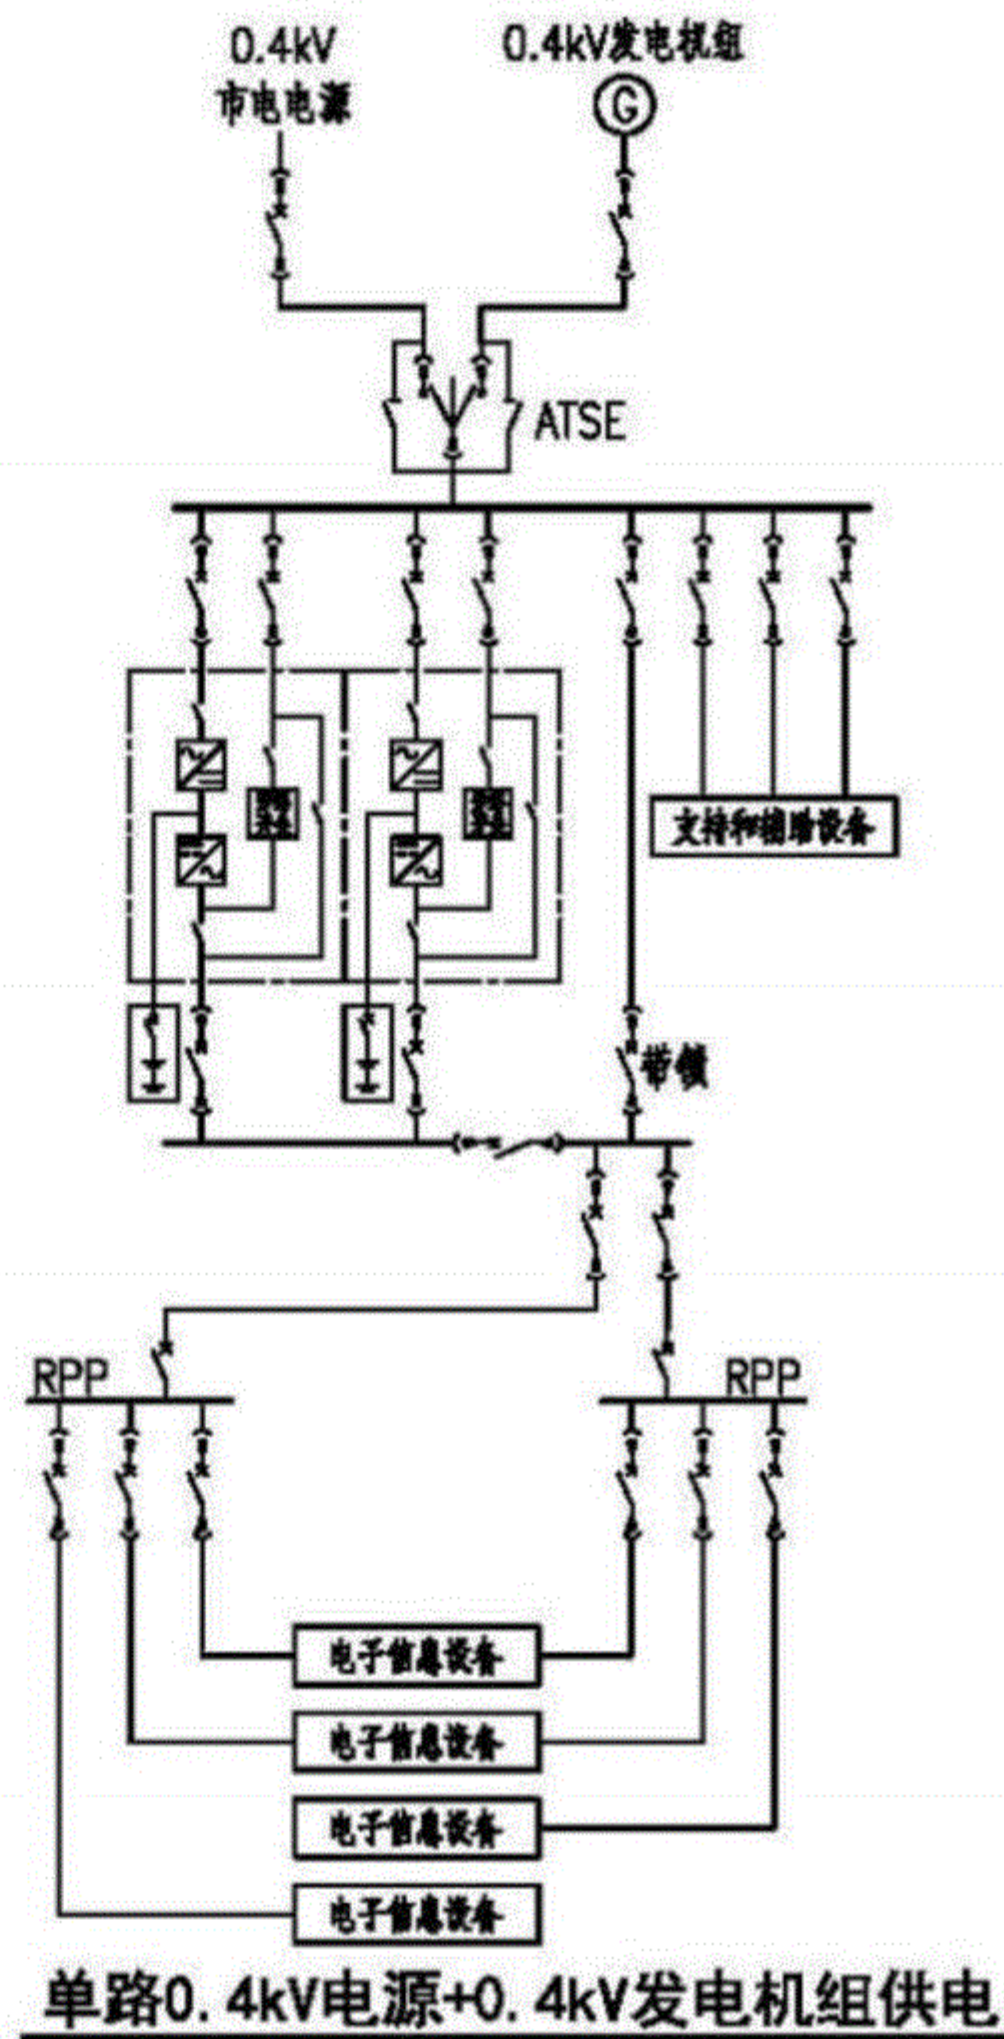 0.4kV
市电电源
0.4kV发电机组
G
ATSE
支持和辅助设备
带锁
RPP
RPP
电子信息设备
电子信息设备
电子信息设备
电子信息设备
单路0.4kV电源+0.4kV发电机组供电